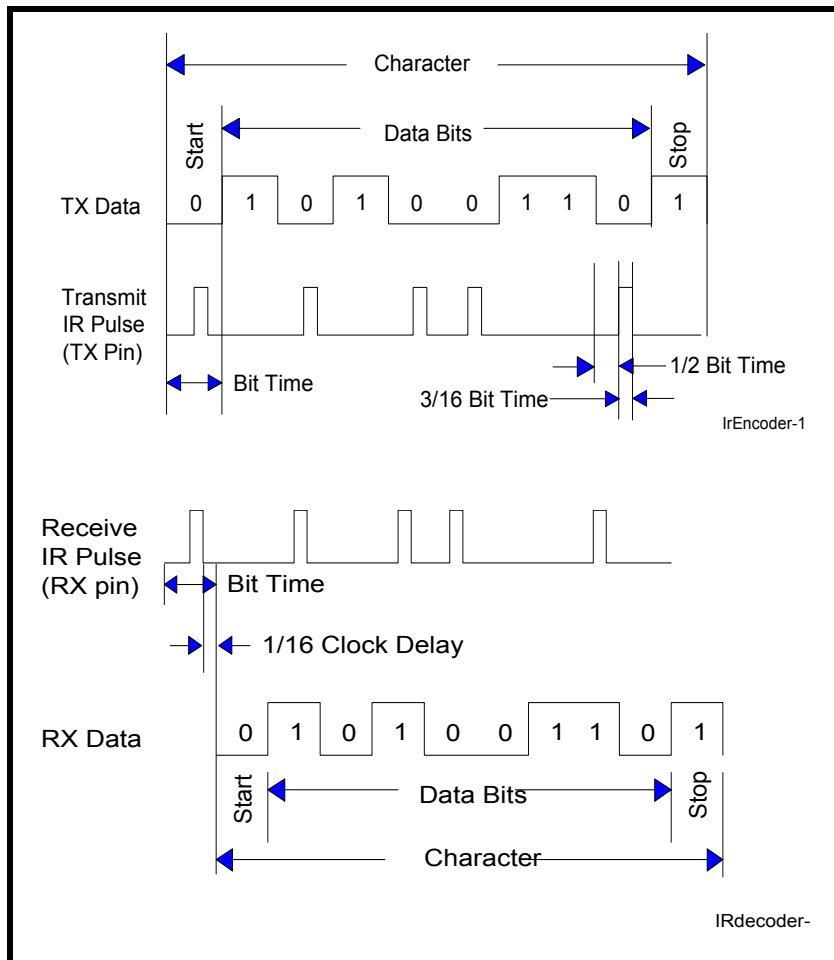 Character
Start
Data Bits
Stop
TX Data
0 1 0 1 0 0 1 1 0 1
Transmit
IR Pulse
(TX Pin)
Bit Time
1/2 Bit Time
3/16 Bit Time
IrEncoder-1
Receive
IR Pulse
(RX pin)
Bit Time
1/16 Clock Delay
RX Data
0 1 0 1 0 0 1 1 0 1
Start
Data Bits
Stop
Character
IRdecoder-